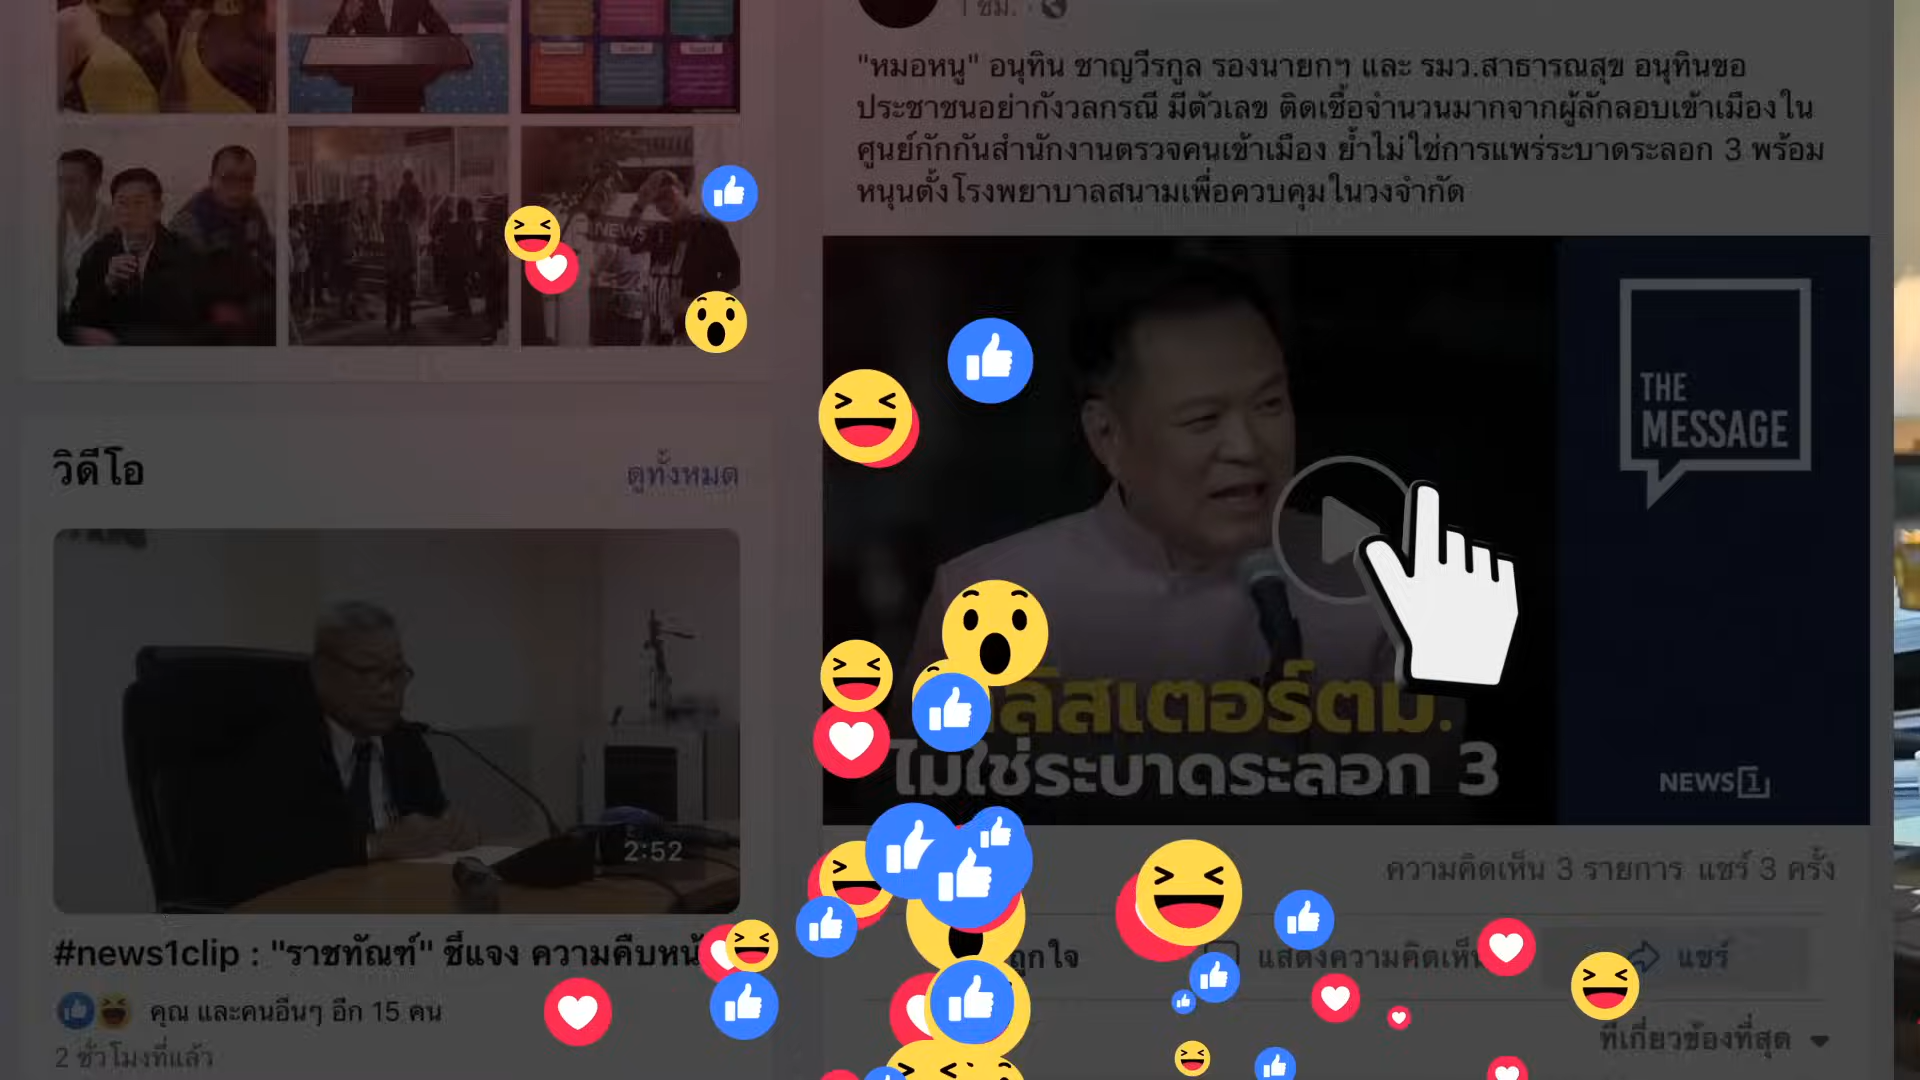 1 ชม.
"หมอหนู" อนุทิน ชาญวีรกูล รองนายกฯ และ รมว.สาธารณสุข อนุทินขอ
ประชาชนอย่ากังวลกรณี มีตัวเลข ติดเชื้อจำนวนมากจากผู้ลักลอบเข้าเมืองใน
ศูนย์กักกันสำนักงานตรวจคนเข้าเมือง ย้ำไม่ใช่การแพร่ระบาดระลอก 3 พร้อม
หนุนตั้งโรงพยาบาลสนามเพื่อควบคุมในวงจำกัด
NEWS
THE
MESSAGE
วิดีโอ
ดูทั้งหมด
ลิสเตอร์ตม.
ไม่ใช่ระบาดระลอก 3
NEWS1
2:52
ความคิดเห็น 3 รายการ แชร์ 3 ครั้ง
#news1clip : "ราชทัณฑ์" ชี้แจง ความคืบหน้
ถูกใจ
แสดงความคิดเห็น
แชร์
คุณ และคนอื่นๆ อีก 15 คน
2 ชั่วโมงที่แล้ว
ที่เกี่ยวข้องที่สุด